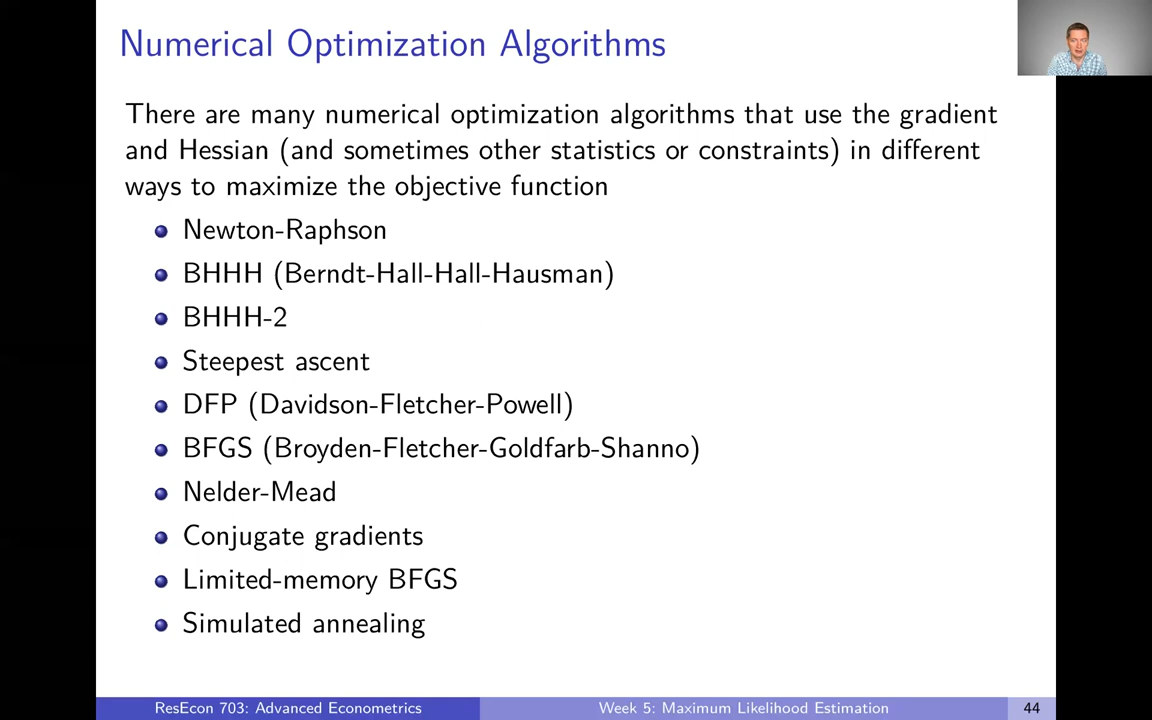 Numerical Optimization Algorithms
There are many numerical optimization algorithms that use the gradient
and Hessian (and sometimes other statistics or constraints) in different
ways to maximize the objective function
Newton-Raphson
BHHH (Berndt-Hall-Hall-Hausman)
BHHH-2
Steepest ascent
DFP (Davidson-Fletcher-Powell)
BFGS (Broyden-Fletcher-Goldfarb-Shanno)
Nelder-Mead
Conjugate gradients
Limited-memory BFGS
Simulated annealing
ResEcon 703: Advanced Econometrics Week 5: Maximum Likelihood Estimation 44